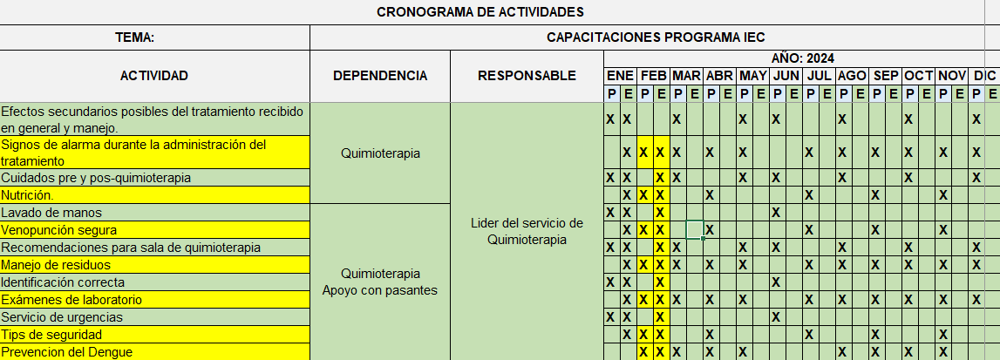 CRONOGRAMA DE ACTIVIDADES
TEMA: CAPACITACIONES PROGRAMA IEC
ACTIVIDAD DEPENDENCIA RESPONSABLE AÑO: 2024
ENE FEB MAR ABR MAY JUN JUL AGO SEP OCT NOV DIC
P E P E P E P E P E P E P E P E P E P E P E P E
Efectos secundarios posibles del tratamiento recibido
en general y manejo. X X X X X X X X
Signos de alarma durante la administración del
tratamiento X X X X X X X X X X X X
Quimioterapia
Cuidados pre y pos-quimioterapia X X X X X X X X X
Nutrición. X X X X X X X
Lavado de manos X X X X
Lider del servicio de
Quimioterapia
Venopunción segura X X X X X X X
Recomendaciones para sala de quimioterapia X X X X X X X X X
Manejo de residuos X X X X X X X X X X X X
Quimioterapia
Apoyo con pasantes
Identificación correcta X X X X
Exámenes de laboratorio X X X X X X X X X X X X
Servicio de urgencias X X X X
Tips de seguridad X X X X X X X
Prevencion del Dengue X X X X X X X X X